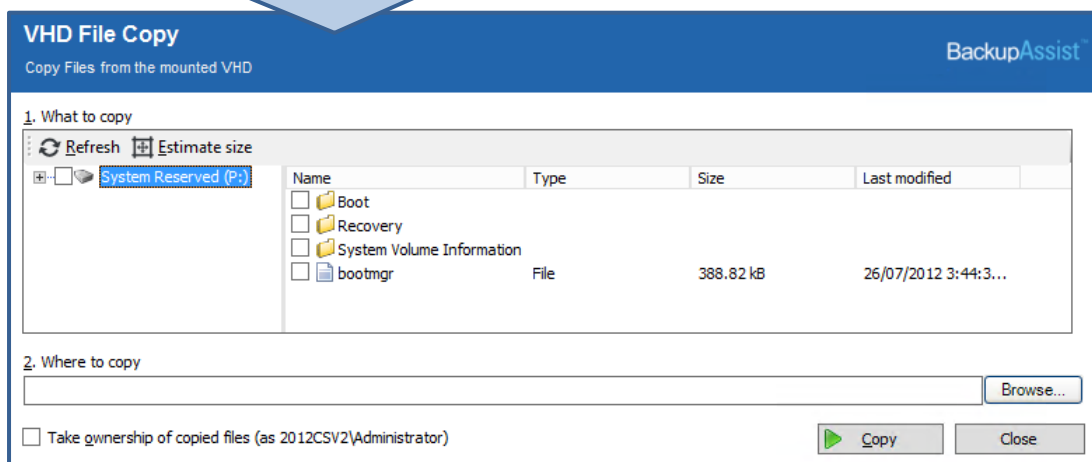 VHD File Copy
Copy Files from the mounted VHD
BackupAssist™
1. What to copy
Refresh Estimate size
System Reserved (P:)
Name Type Size Last modified
Boot
Recovery
System Volume Information
bootmgr File 388.82 kB 26/07/2012 3:44:3...
2. Where to copy
Browse...
Take ownership of copied files (as 2012CSV2\Administrator)
Copy Close